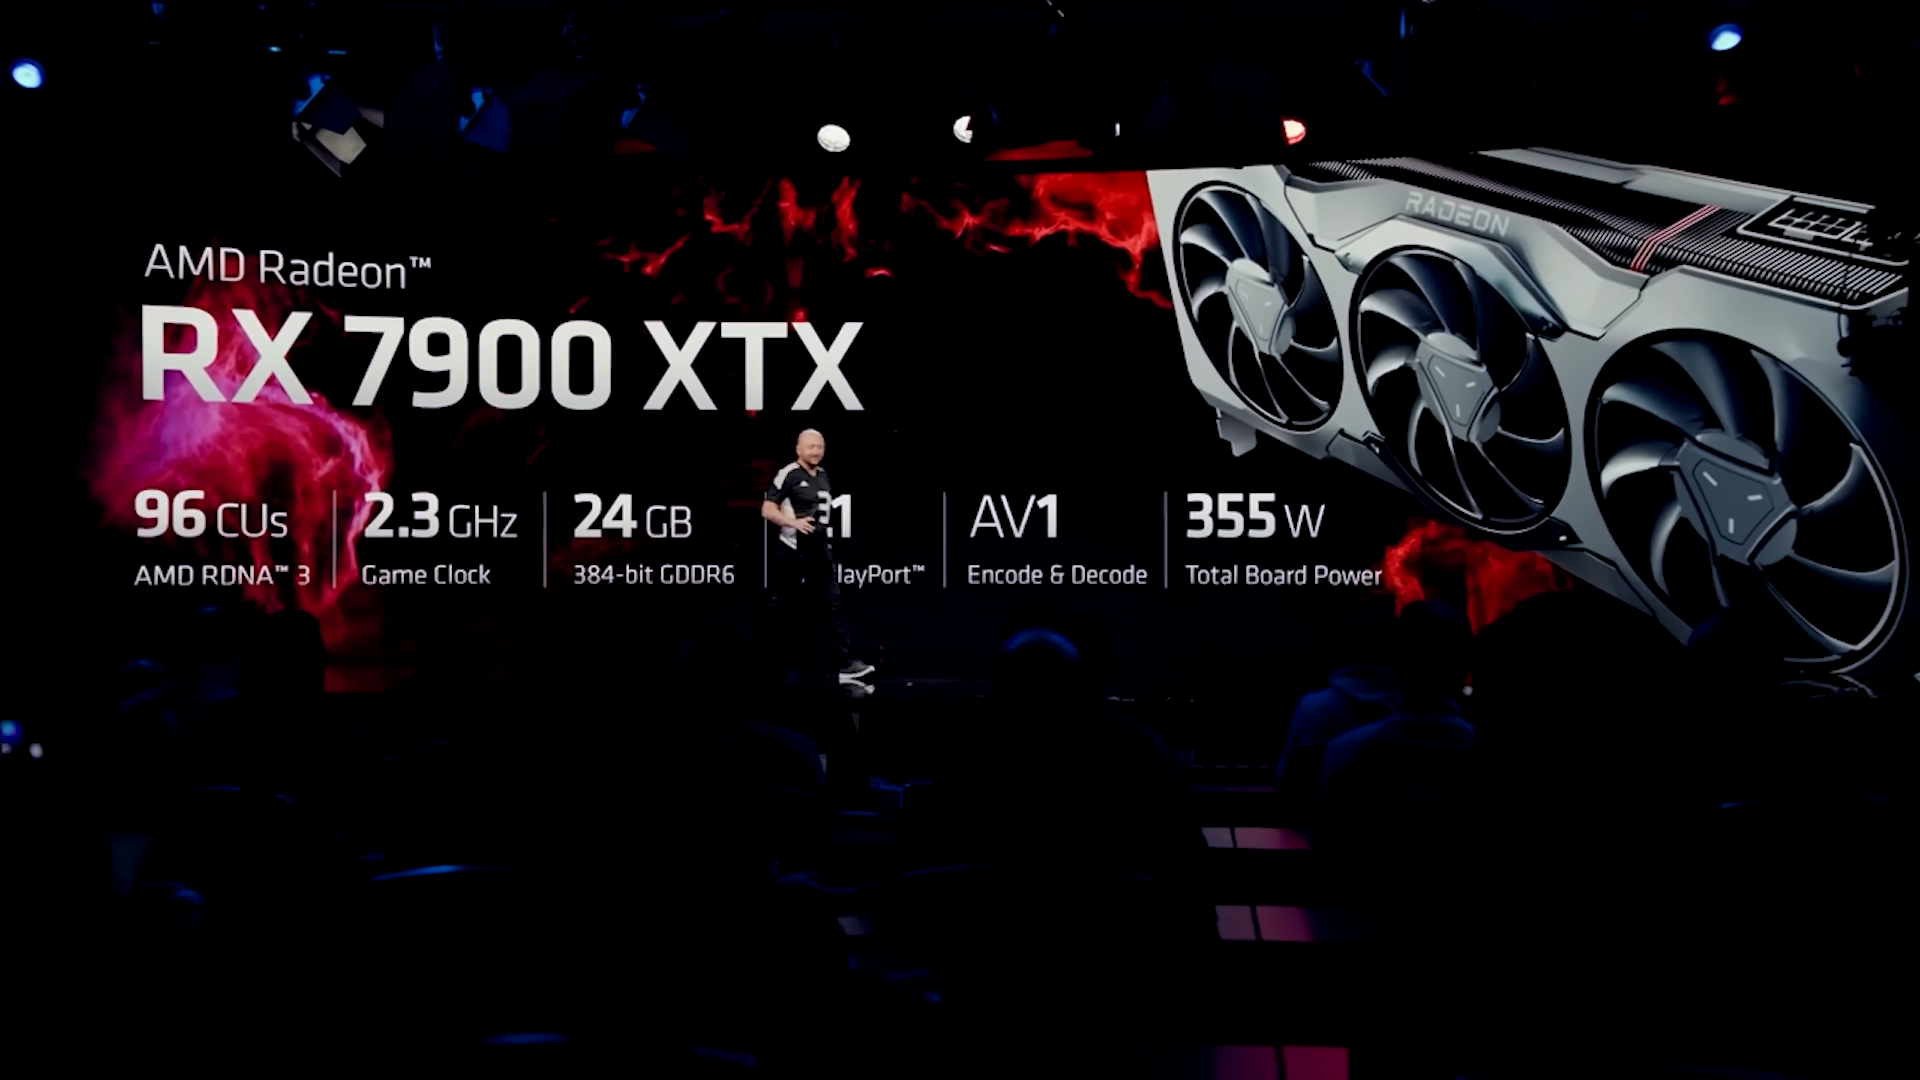 RADEON
AMD Radeon™
RX 7900 XTX
96 CUs
AMD RDNA™ 3
2.3 GHz
Game Clock
24 GB
384-bit GDDR6
AV1
Encode & Decode
355 W
Total Board Power